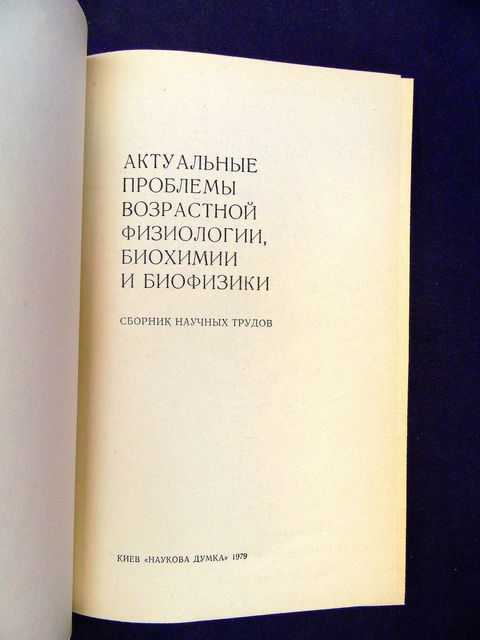 АКТУАЛЬНЫЕ
ПРОБЛЕМЫ
ВОЗРАСТНОЙ
ФИЗИОЛОГИИ,
БИОХИМИИ
И БИОФИЗИКИ
СБОРНИК НАУЧНЫХ ТРУДОВ
КИЕВ «НАУКОВА ДУМКА» 1979